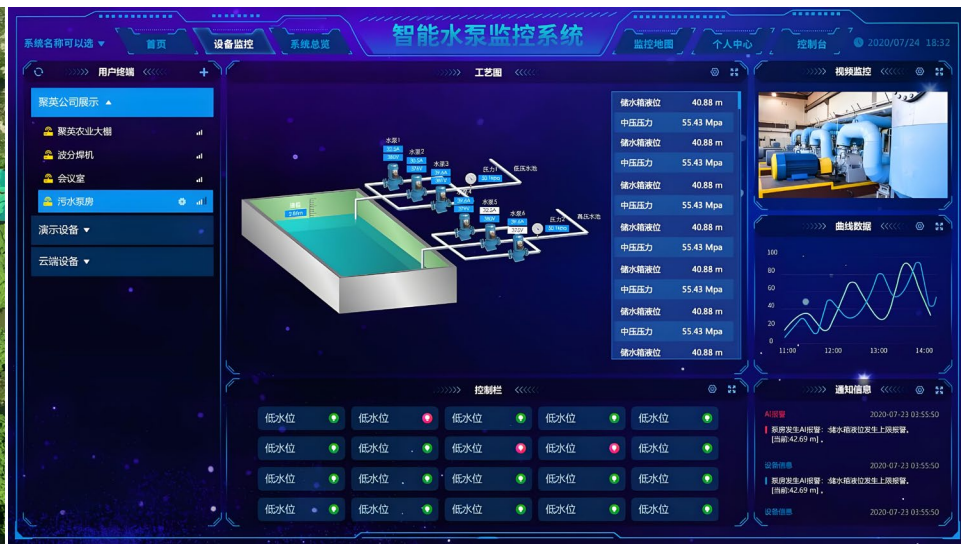 系统名称可以选 ▼
首页
设备监控
系统总览
智能水泵监控系统
监控地图
个人中心
控制台
2020/07/24 18:32
用户终端
聚英公司展示 ▲
聚英农业大棚
波分焊机
会议室
污水泵房
演示设备 ▼
云端设备 ▼
工艺图
水泵1
水泵2
水泵3
压力1
低压水池
水泵5
水泵6
压力2
高压水池
储水箱液位 40.88 m
中压压力 55.43 Mpa
储水箱液位 40.88 m
中压压力 55.43 Mpa
储水箱液位 40.88 m
中压压力 55.43 Mpa
储水箱液位 40.88 m
中压压力 55.43 Mpa
储水箱液位 40.88 m
中压压力 55.43 Mpa
储水箱液位 40.88 m
中压压力 55.43 Mpa
储水箱液位 40.88 m
控制栏
低水位 低水位 低水位 低水位 低水位
低水位 低水位 低水位 低水位 低水位
低水位 低水位 低水位 低水位 低水位
低水位 低水位 低水位 低水位 低水位
视频监控
曲线数据
100
80
60
40
20
0
11:00 12:00 13:00 14:00
通知信息
AI报警 2020-07-23 03:55:50
泵房发生AI报警：储水箱液位发生上限报警。
[当前:42.69 m] 。
设备信息 2020-07-23 03:55:50
泵房发生AI报警：储水箱液位发生上限报警。
[当前:42.69 m] 。
设备信息 2020-07-23 03:55:50